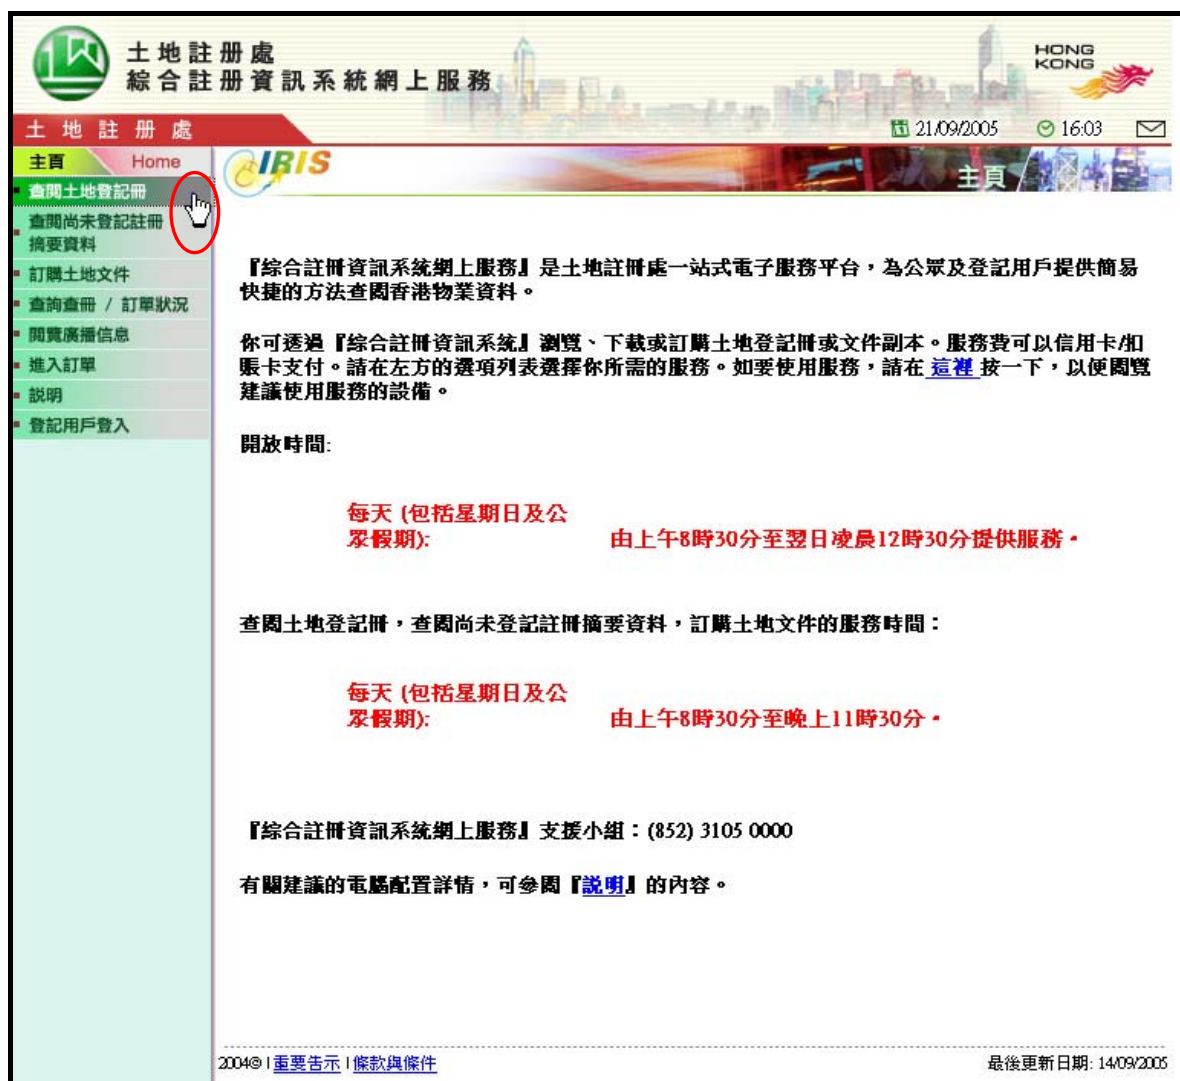 土地註冊處
綜合註冊資訊系統網上服務
HONG
KONG
土地註冊處
21/09/2005 16:03
主頁 Home
IRIS
主頁
查閱土地登記冊
查閱尚未登記註冊
摘要資料
訂購土地文件
查詢查冊 / 訂單狀況
閱覽廣播信息
進入訂單
説明
登記用戶登入
『綜合註冊資訊系統網上服務』是土地註冊處一站式電子服務平台，為公眾及登記用戶提供簡易
快捷的方法查閱香港物業資料。
你可透過『綜合註冊資訊系統』瀏覽、下載或訂購土地登記冊或文件副本。服務費可以信用卡/扣
賬卡支付。請在左方的選項列表選擇你所需的服務。如要使用服務，請在 這裡 按一下，以便閱覽
建議使用服務的設備。
開放時間:
每天 (包括星期日及公
眾假期): 由上午8時30分至翌日凌晨12時30分提供服務。
查閱土地登記冊，查閱尚未登記註冊摘要資料，訂購土地文件的服務時間：
每天 (包括星期日及公
眾假期): 由上午8時30分至晚上11時30分。
『綜合註冊資訊系統網上服務』支援小組：(852) 3105 0000
有關建議的電腦配置詳情，可參閱『説明』的內容。
2004© | 重要告示 | 條款與條件
最後更新日期: 14/09/2005